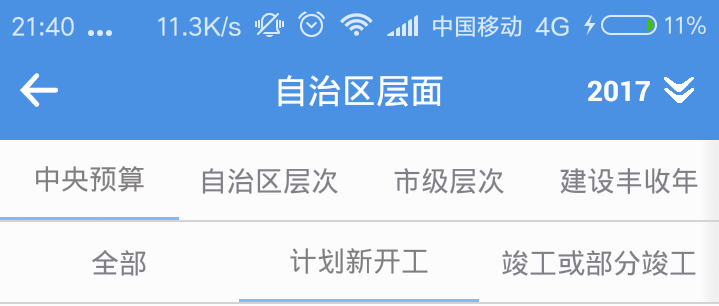 21:40 ... 11.3K/s 中国移动 4G 11%
自治区层面 2017
中央预算 自治区层次 市级层次 建设丰收年
全部 计划新开工 竣工或部分竣工